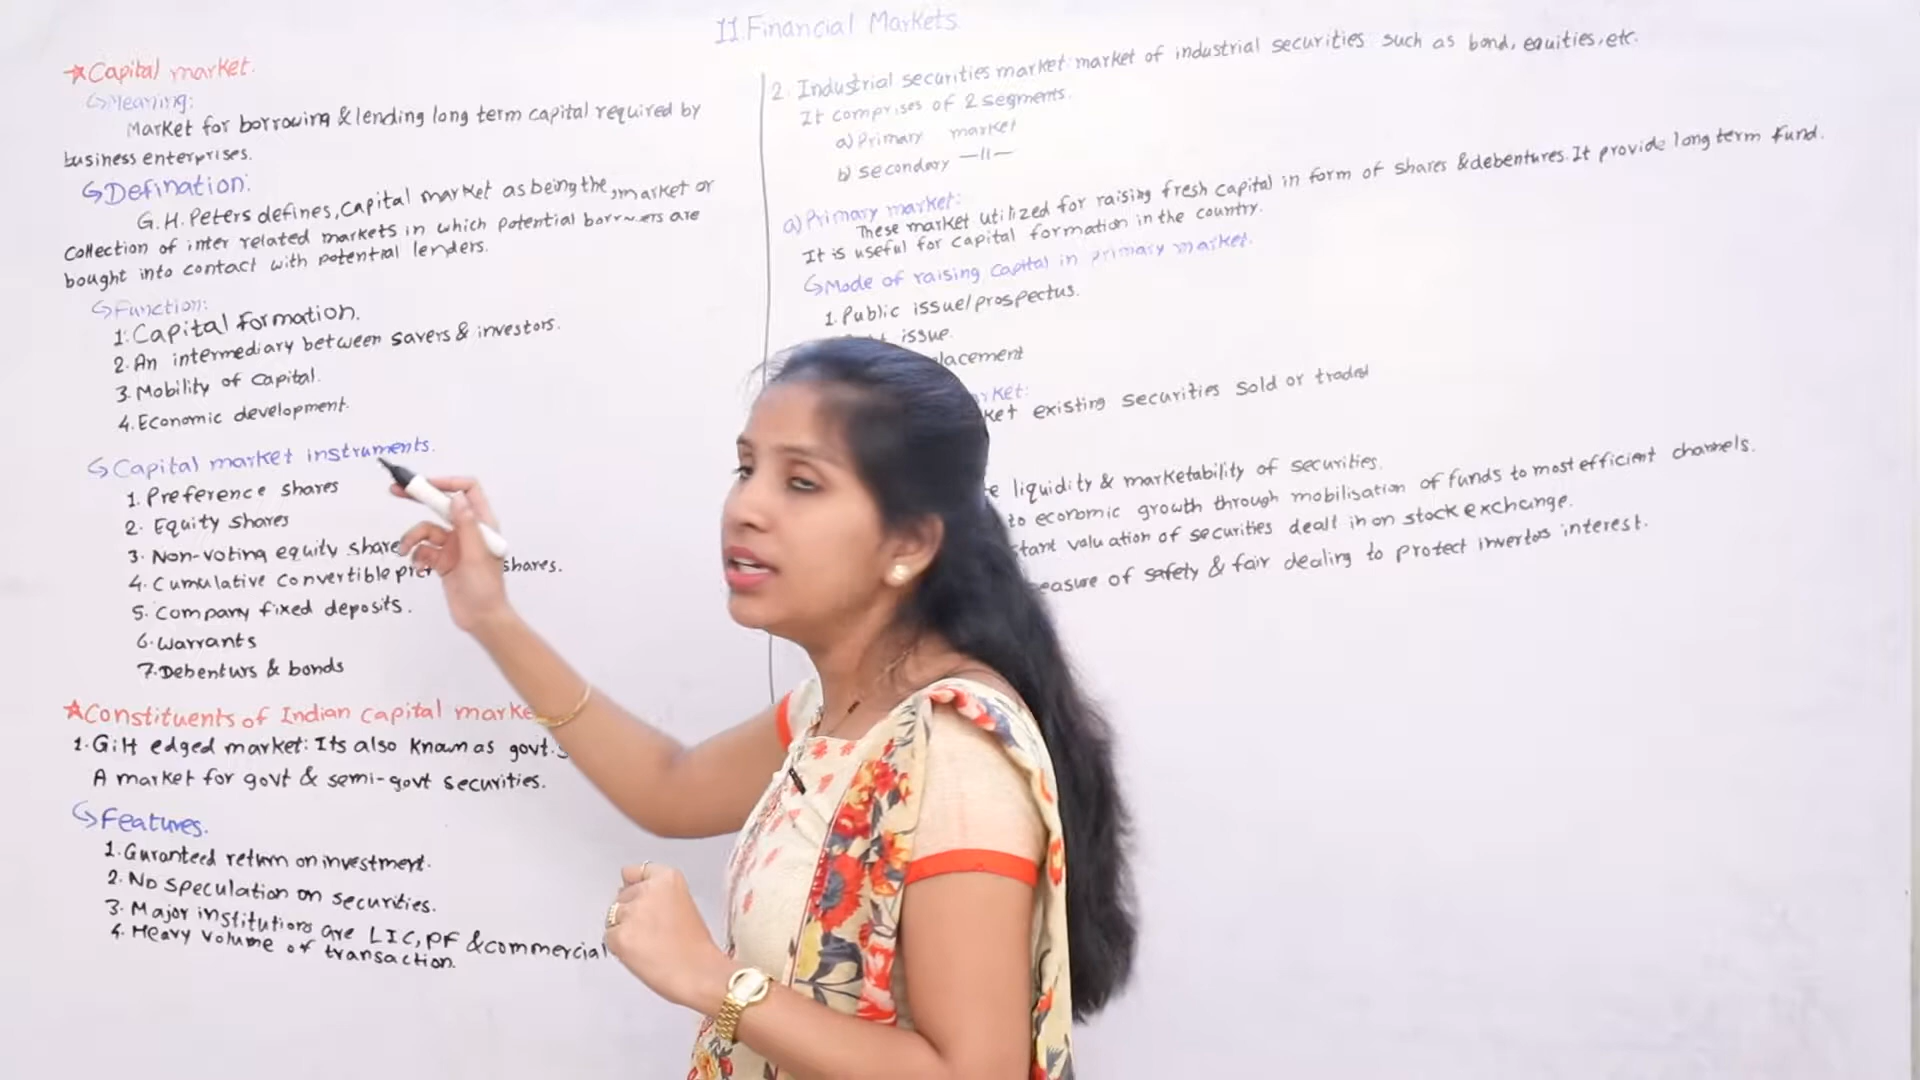 11. Financial Markets
☆Capital market.
↳Meaning:
Market for borrowing & lending long term capital required by
business enterprises.
↳Defination:
G.H. Peters defines, capital market as being the, market or
collection of inter related markets in which potential borrowers are
bought into contact with potential lenders.
↳Function:
1. Capital formation.
2. An intermediary between savers & investors.
3. Mobility of capital.
4. Economic development.
↳Capital market instruments.
1. Preference shares
2. Equity shares
3. Non-voting equity share
4. Cumulative convertible shares.
5. Company fixed deposits.
6. Warrants
7. Debenturs & bonds
☆Constituents of Indian capital
1. Gilt edged market: Its also known as govt.
A market for govt & semi-govt securities.
↳Features.
1. Guranteed return on investment.
2. No speculation on securities.
3. Major institutions are LIC, PF & commercial
4. Heavy volume of transaction.
2. Industrial securities market: market of industrial securities such as bond, equities, etc.
It comprises of 2 segments.
a) Primary market
b) Secondary —11—
a) Primary market:
These market utilized for raising fresh capital in form of shares & debentures. It provide long term fund.
It is useful for capital formation in the country.
↳Mode of raising capital in primary market.
1. Public issue/prospectus.
issue.
lacement
rket:
ket existing securities sold or traded
liquidity & marketability of securities.
to economic growth through mobilisation of funds to most efficient channels.
tant valuation of securities dealt in on stock exchange.
easure of safety & fair dealing to protect invertos interest.